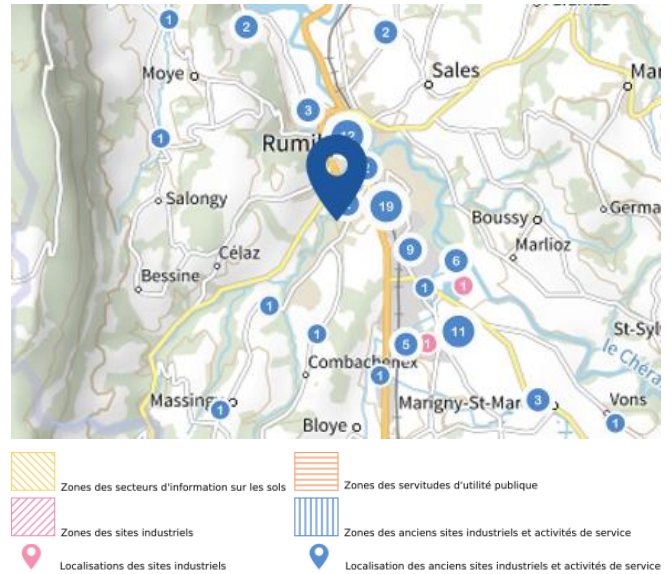 1
2
2
Moye
Sales
Mar
3
12
1
Rumil
2
Salongy
19
Germa
Boussy
9
Marlioz
Célaz
6
Bessine
1
1
1
St-Syl
1
11
le Chéra
5
1
Combachenex
1
Massingy
1
Marigny-St-Mar
3
Vons
1
Bloye
Zones des secteurs d'information sur les sols
Zones des servitudes d'utilité publique
Zones des sites industriels
Zones des anciens sites industriels et activités de service
Localisations des sites industriels
Localisation des anciens sites industriels et activités de service